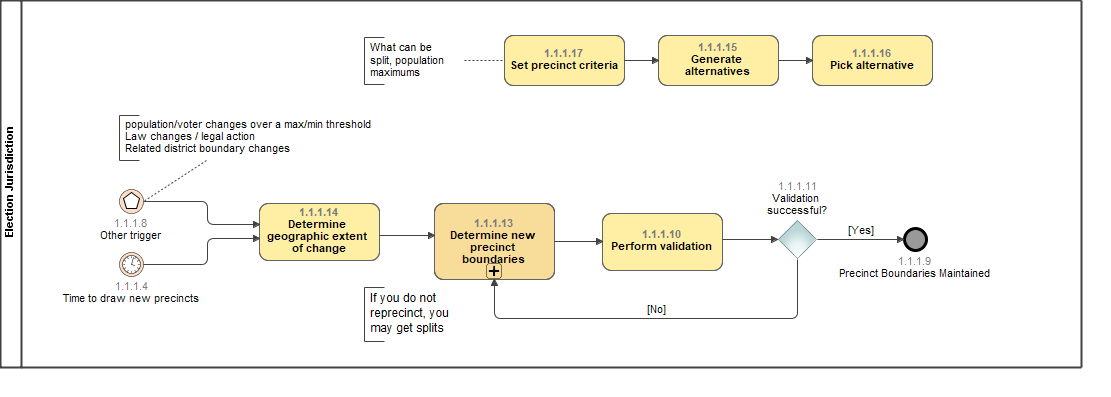 Election Jurisdiction
What can be
split, population
maximums
1.1.1.17
Set precinct criteria
1.1.1.15
Generate
alternatives
1.1.1.16
Pick alternative
population/voter changes over a max/min threshold
Law changes / legal action
Related district boundary changes
1.1.1.8
Other trigger
1.1.1.4
Time to draw new precincts
1.1.1.14
Determine
geographic extent
of change
1.1.1.13
Determine new
precinct
boundaries
If you do not
reprecinct, you
may get splits
1.1.1.10
Perform validation
1.1.1.11
Validation
successful?
[Yes]
[No]
1.1.1.9
Precinct Boundaries Maintained